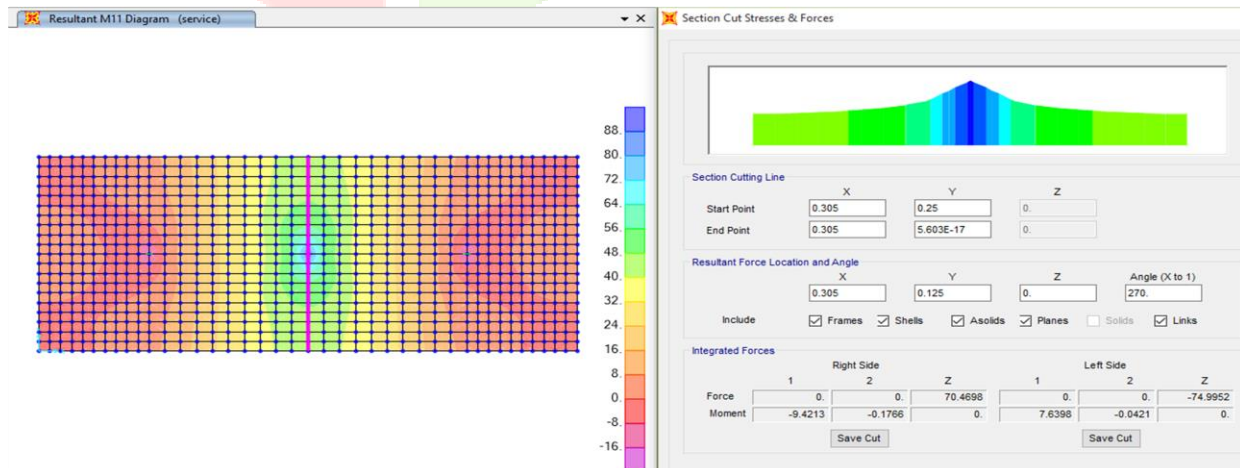 Resultant M11 Diagram (service)
88.
80.
72.
64.
56.
48.
40.
32.
24.
16.
8.
0.
-8.
-16.
Section Cut Stresses & Forces
Section Cutting Line
X Y Z
Start Point 0.305 0.25 0.
End Point 0.305 5.603E-17 0.
Resultant Force Location and Angle
X Y Z Angle (X to 1)
0.305 0.125 0. 270.
Include Frames Shells Asolids Planes Solids Links
Integrated Forces
Right Side Left Side
1 2 Z 1 2 Z
Force 0. 0. 70.4698 0. 0. -74.9952
Moment -9.4213 -0.1766 0. 7.6398 -0.0421 0.
Save Cut Save Cut